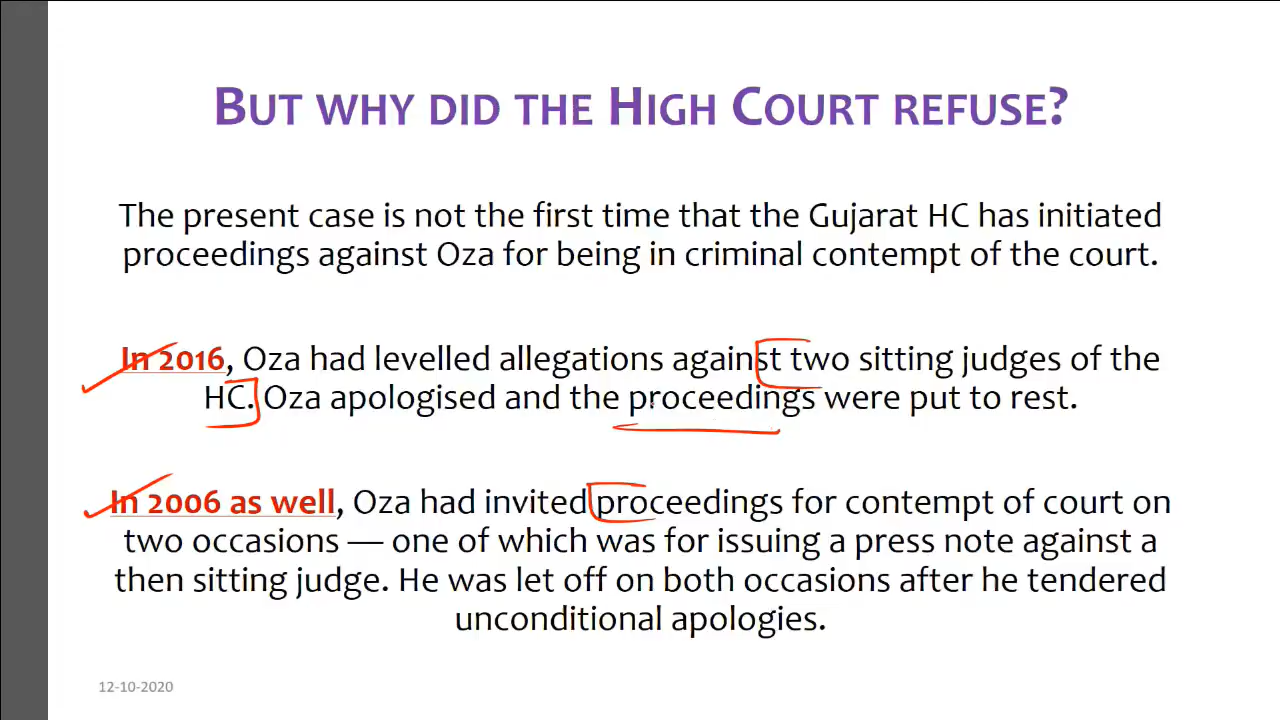 BUT WHY DID THE HIGH COURT REFUSE?
The present case is not the first time that the Gujarat HC has initiated
proceedings against Oza for being in criminal contempt of the court.
In 2016, Oza had levelled allegations against two sitting judges of the
HC. Oza apologised and the proceedings were put to rest.
In 2006 as well, Oza had invited proceedings for contempt of court on
two occasions — one of which was for issuing a press note against a
then sitting judge. He was let off on both occasions after he tendered
unconditional apologies.
12-10-2020